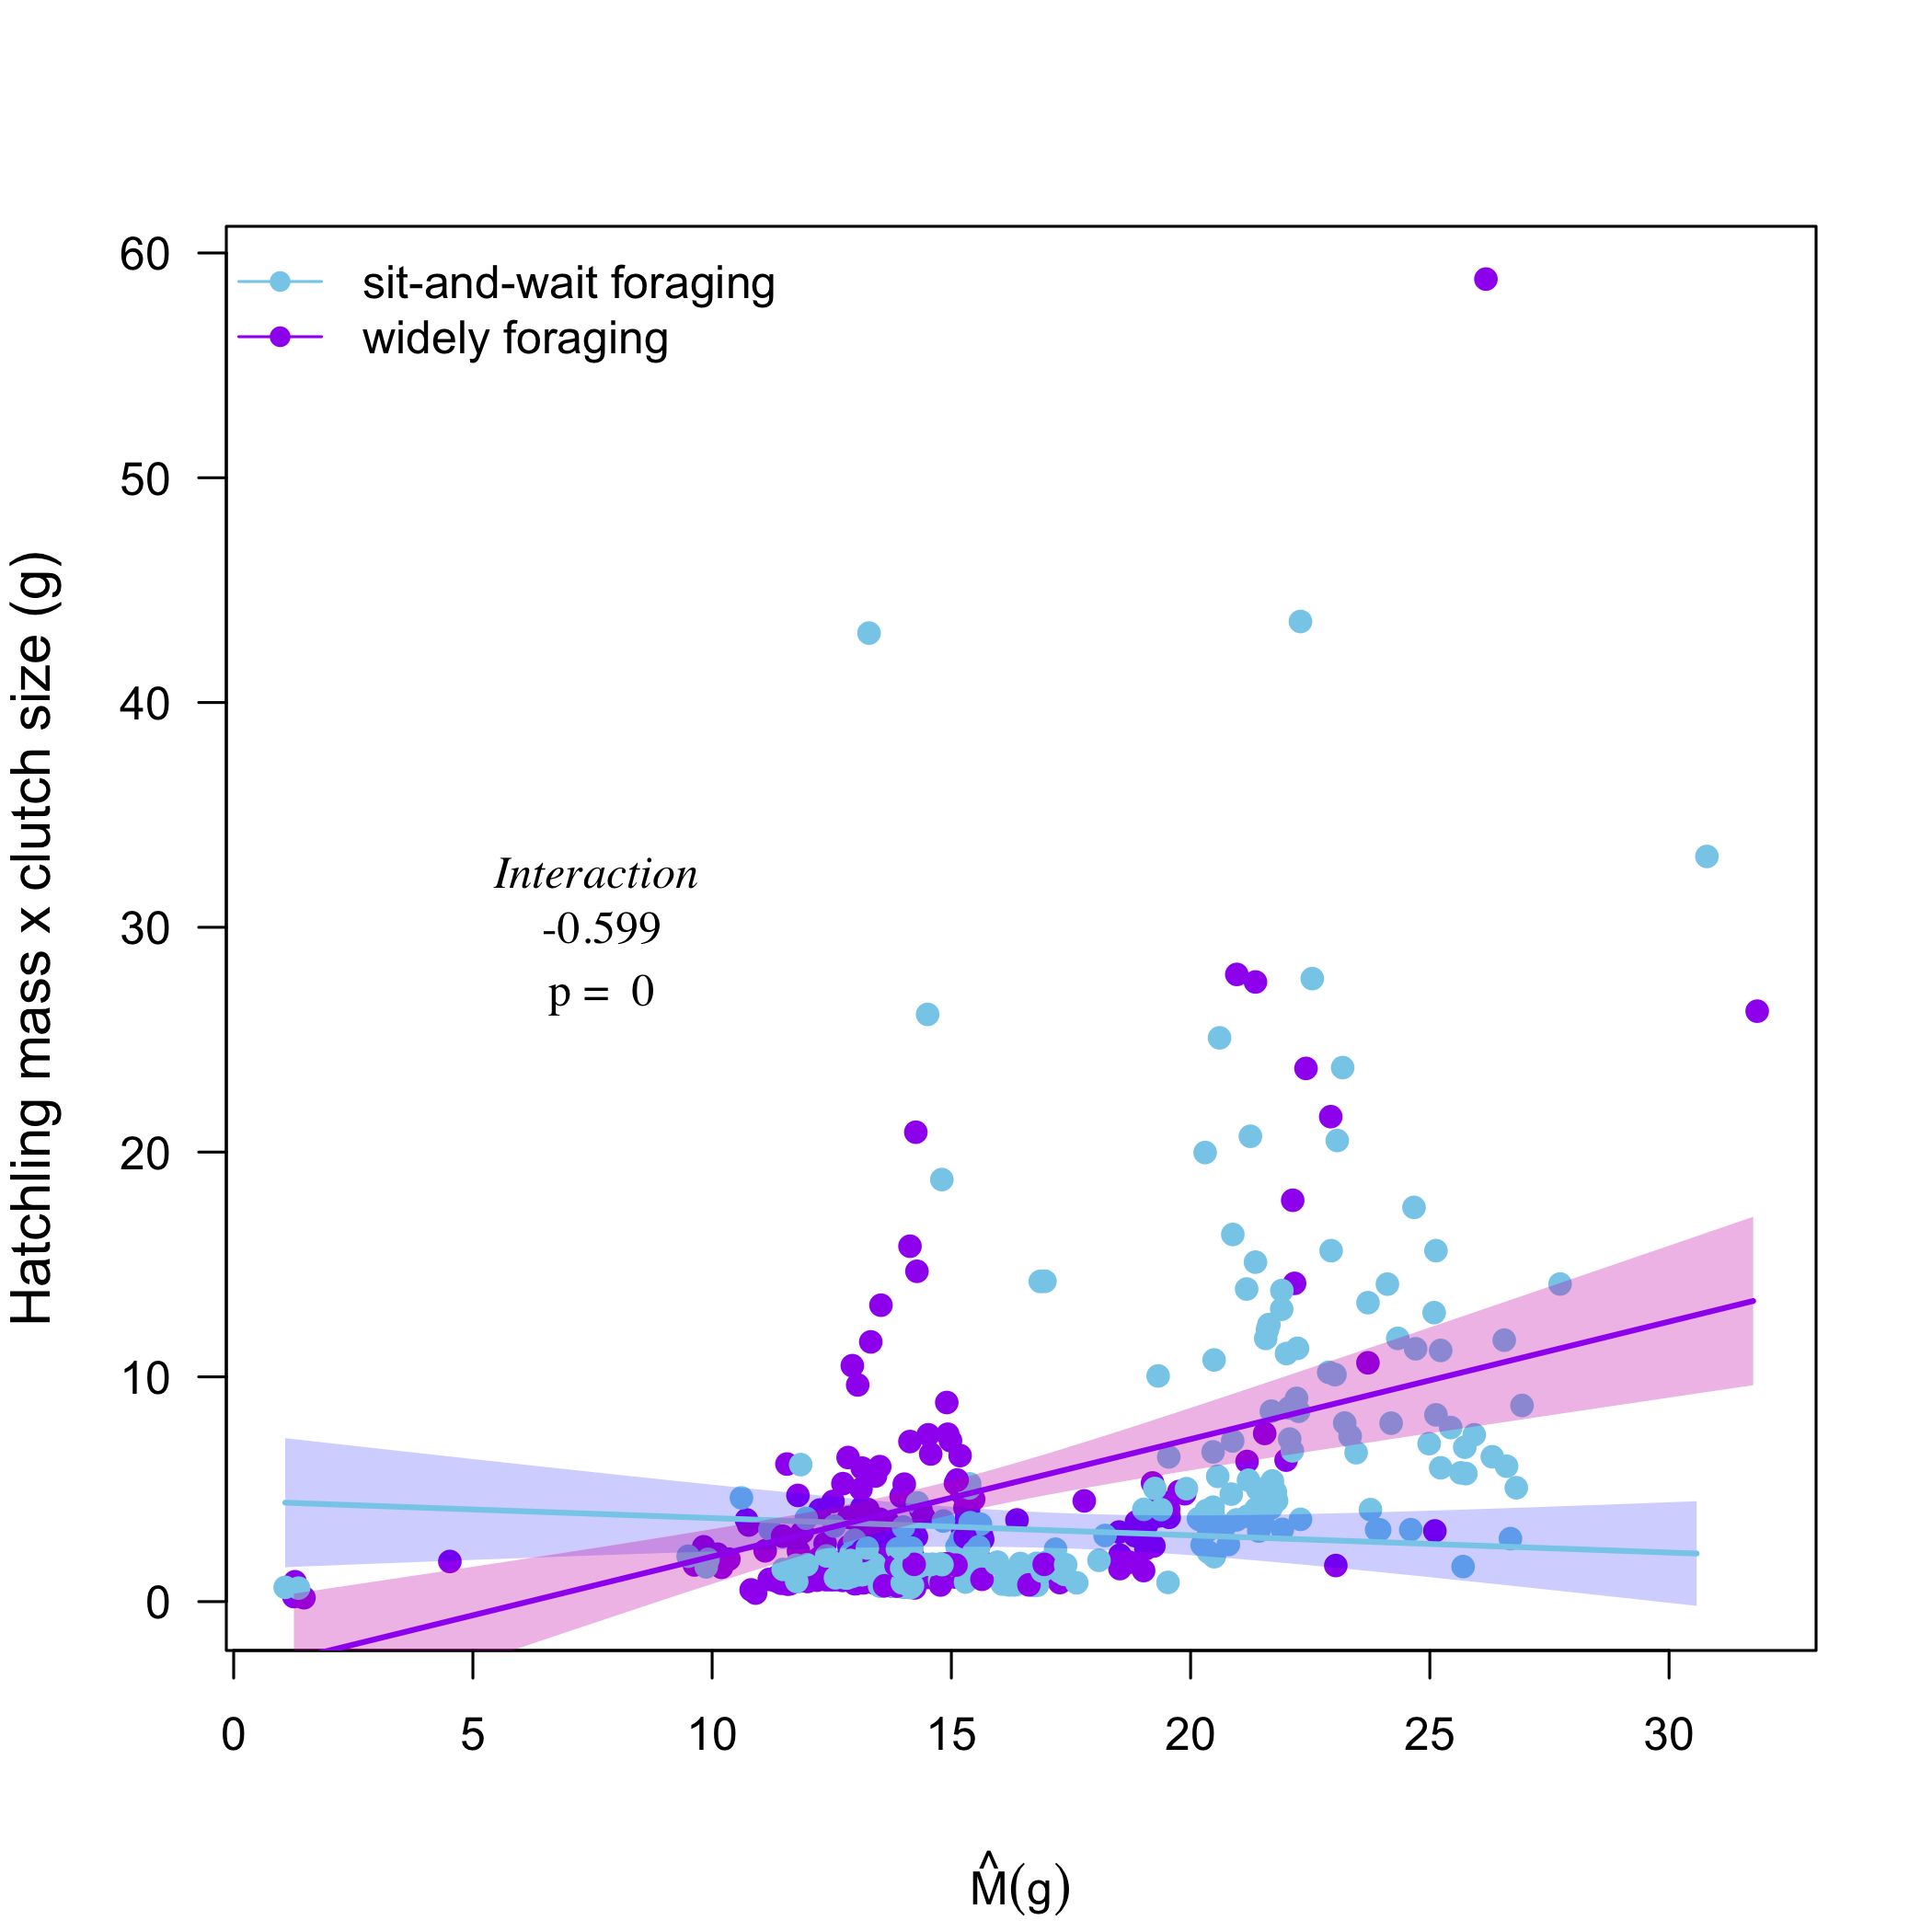 sit-and-wait foraging
widely foraging
Interaction
-0.599
p = 0
Hatchling mass x clutch size (g)
60
50
40
30
20
10
0
0 5 10 15 20 25 30
M̂(g)